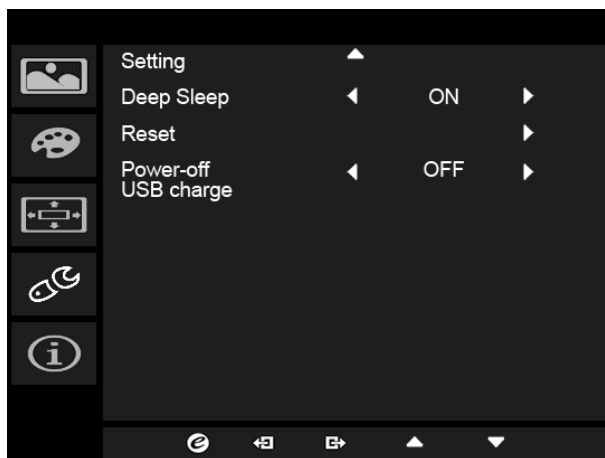 Setting
Deep Sleep ON
Reset
Power-off OFF
USB charge